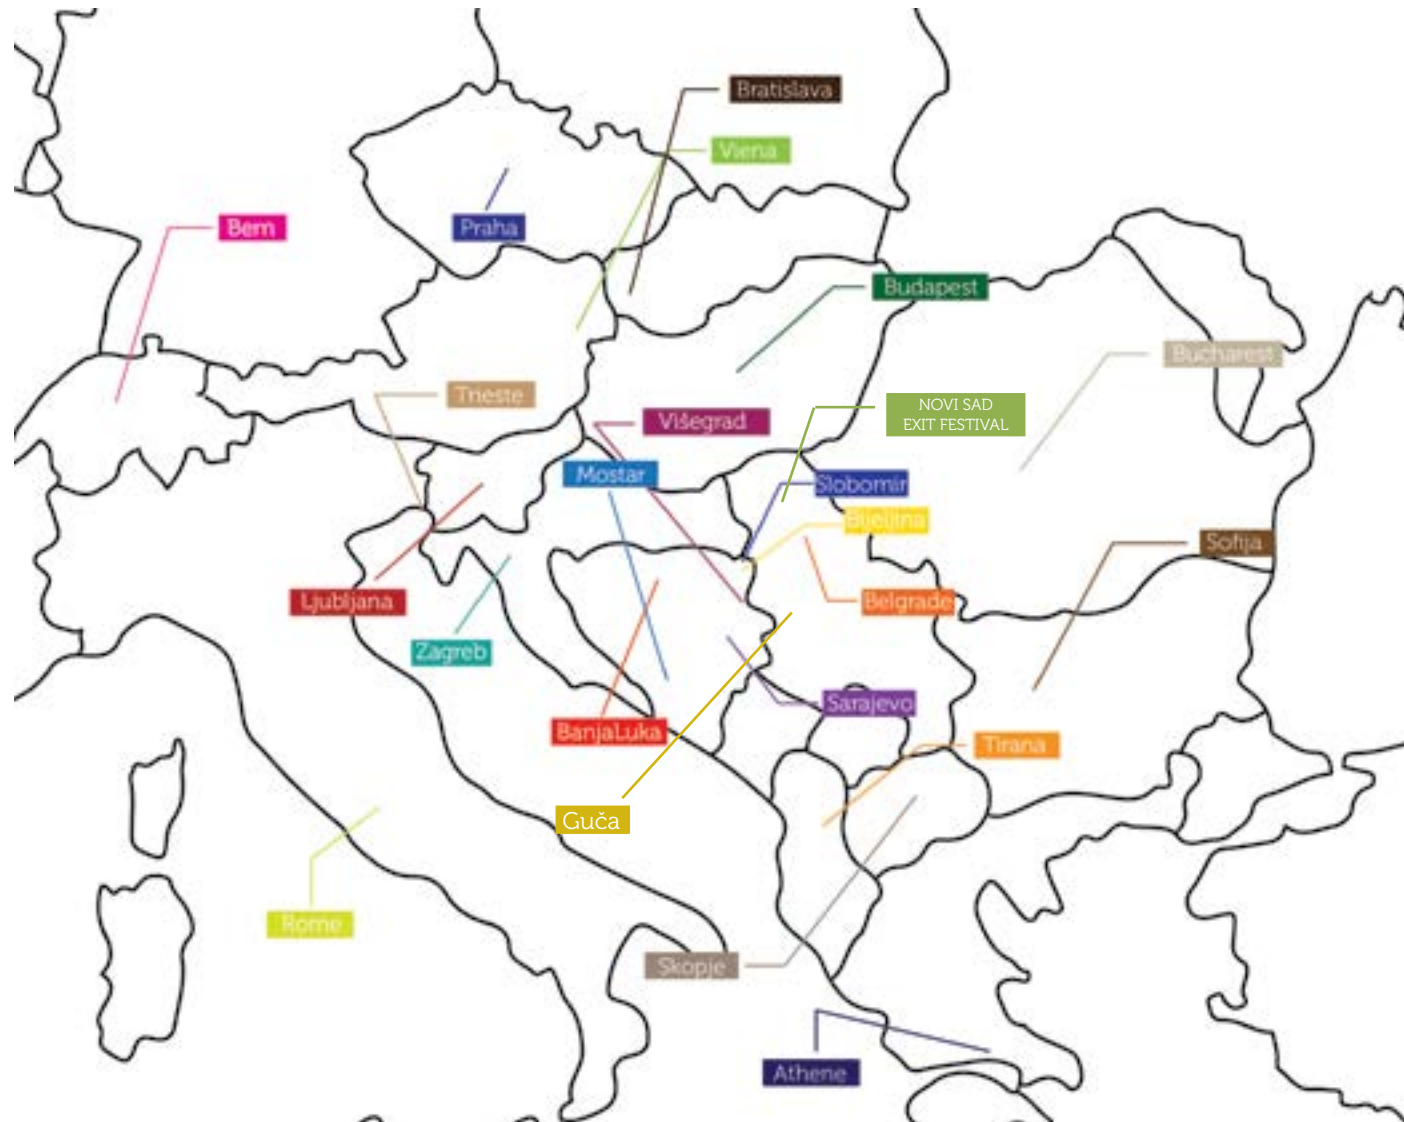 Bratislava
Viena
Bern
Praha
Budapest
Bucharest
Trieste
Višegrad
NOVI SAD
EXIT FESTIVAL
Mostar
Slobomir
Bijeljina
Sofija
Ljubljana
Belgrade
Zagreb
Sarajevo
BanjaLuka
Tirana
Guča
Rome
Skopje
Athene